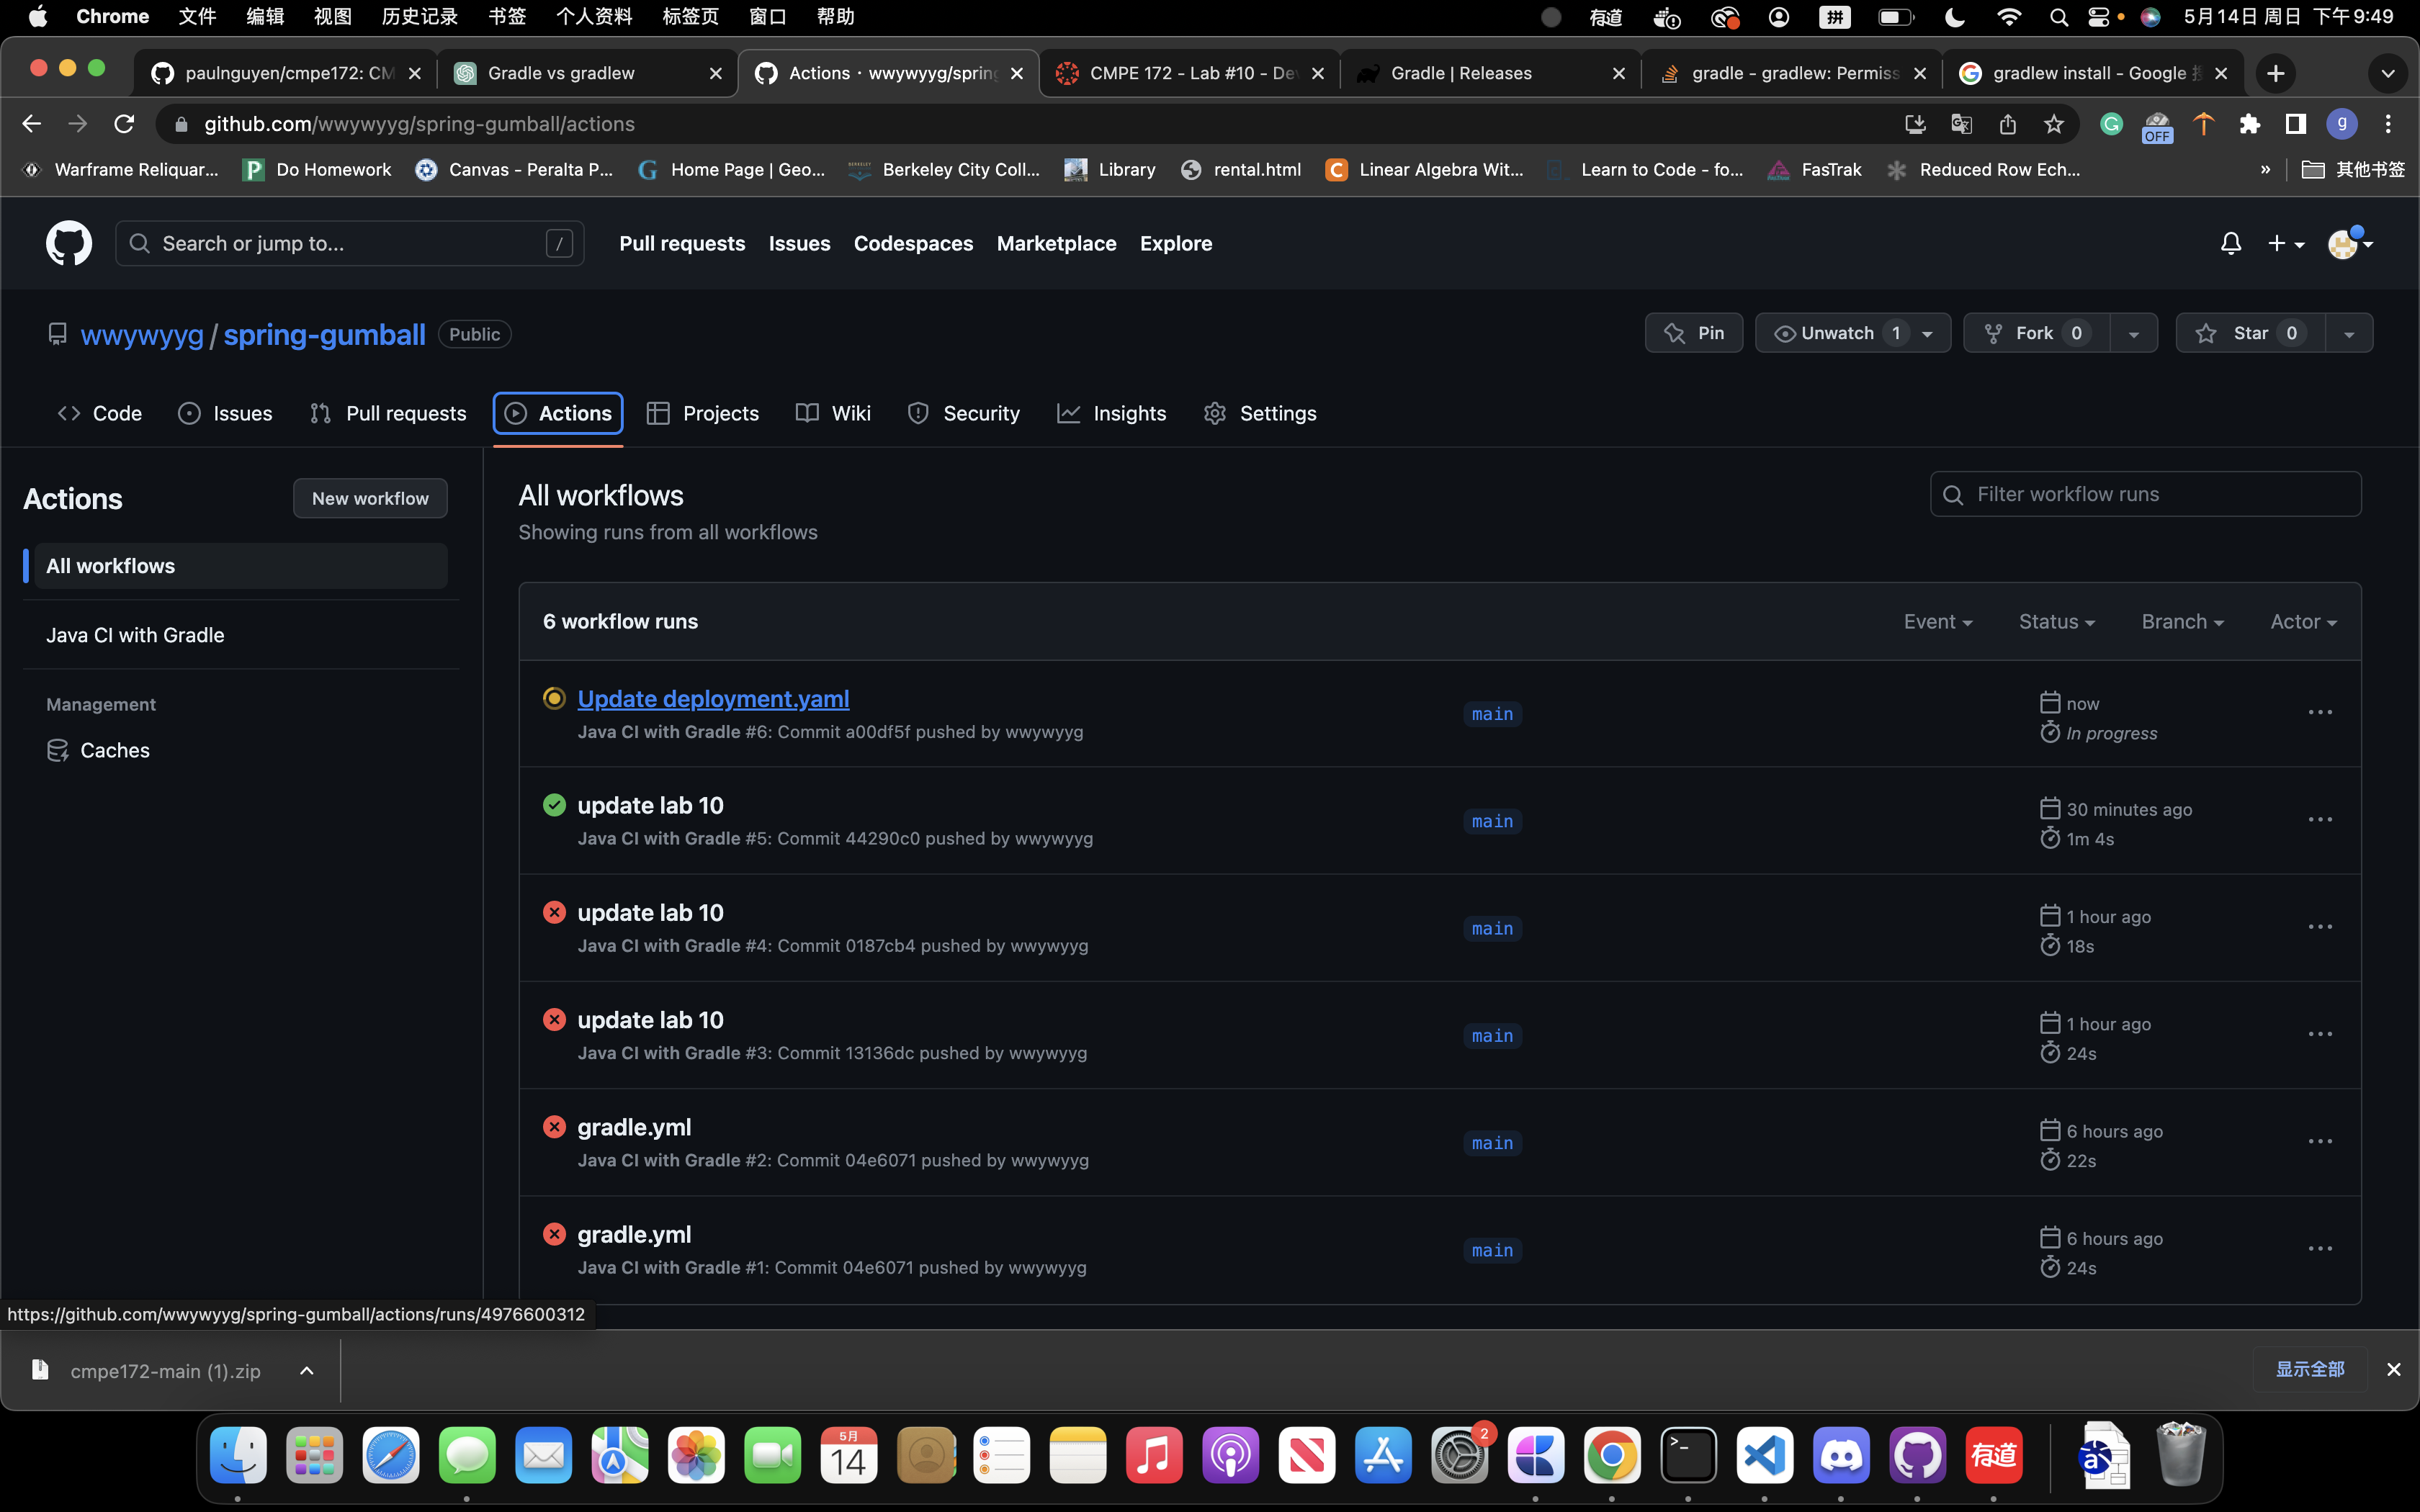 Chrome 文件 编辑 视图 历史记录 书签 个人资料 标签页 窗口 帮助 有道 拼 5月14日 周日 下午9:49
paulnguyen/cmpe172: CM Gradle vs gradlew Actions · wwywyyg/spring CMPE 172 - Lab #10 - De Gradle | Releases gradle - gradlew: Permiss gradlew install - Google
github.com/wwywyyg/spring-gumball/actions OFF g
Warframe Reliquar... Do Homework Canvas - Peralta P... Home Page | Geo... Berkeley City Coll... Library rental.html Linear Algebra Wit... Learn to Code - fo... FasTrak Reduced Row Ech... » 其他书签
Search or jump to... / Pull requests Issues Codespaces Marketplace Explore
wwywyyg / spring-gumball Public Pin Unwatch 1 Fork 0 Star 0
Code Issues Pull requests Actions Projects Wiki Security Insights Settings
Actions New workflow
All workflows
Java CI with Gradle
Management
Caches
All workflows
Showing runs from all workflows
Filter workflow runs
6 workflow runs Event Status Branch Actor
Update deployment.yaml
Java CI with Gradle #6: Commit a00df5f pushed by wwywyyg
main
now
In progress
update lab 10
Java CI with Gradle #5: Commit 44290c0 pushed by wwywyyg
main
30 minutes ago
1m 4s
update lab 10
Java CI with Gradle #4: Commit 0187cb4 pushed by wwywyyg
main
1 hour ago
18s
update lab 10
Java CI with Gradle #3: Commit 13136dc pushed by wwywyyg
main
1 hour ago
24s
gradle.yml
Java CI with Gradle #2: Commit 04e6071 pushed by wwywyyg
main
6 hours ago
22s
gradle.yml
Java CI with Gradle #1: Commit 04e6071 pushed by wwywyyg
main
6 hours ago
24s
https://github.com/wwywyyg/spring-gumball/actions/runs/4976600312
cmpe172-main (1).zip 显示全部
5月
14
2
有道